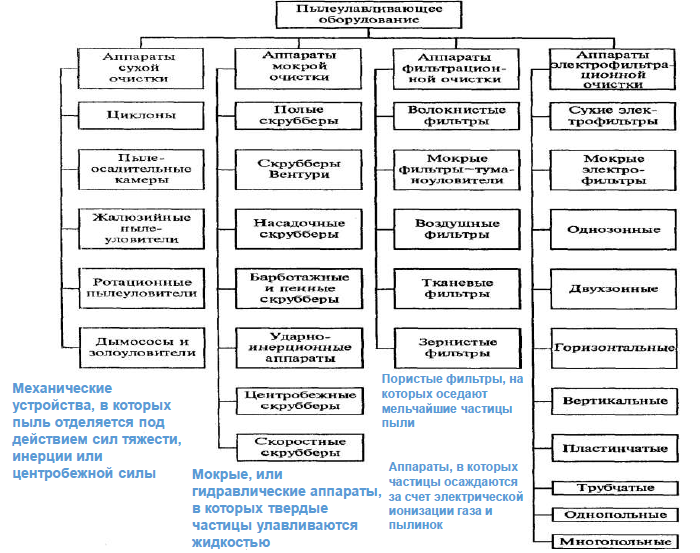 Пылеулавливающее
оборудование
Аппараты
сухой
очистки
Циклоны
Пыле-
осадительные
камеры
Жалюзийные
пыле-
уловители
Ротационные
пылеуловители
Дымососы и
золоуловители
Механические
устройства, в которых
пыль отделяется под
действием сил тяжести,
инерции или
центробежной силы
Аппараты
мокрой
очистки
Полые
скрубберы
Скрубберы
Вентури
Насадочные
скрубберы
Барботажные
и пенные
скрубберы
Ударно-
инерционные
аппараты
Центробежные
скрубберы
Скоростные
скрубберы
Мокрые, или
гидравлические аппараты,
в которых твердые
частицы улавливаются
жидкостью
Аппараты
фильтрацион-
ной очистки
Волокнистые
фильтры
Мокрые
фильтры—тума-
ноуловители
Воздушные
фильтры
Тканевые
фильтры
Зернистые
фильтры
Пористые фильтры, на
которых оседают
мельчайшие частицы
пыли
Аппараты
электрофильтра-
ционной
очистки
Сухие элек-
трофильтры
Мокрые
электро-
фильтры
Однозонные
Двухзонные
Горизонтальные
Вертикальные
Пластинчатые
Трубчатые
Однопольные
Многопольные
Аппараты, в которых
частицы осаждаются
за счет электрической
ионизации газа и
пылинок